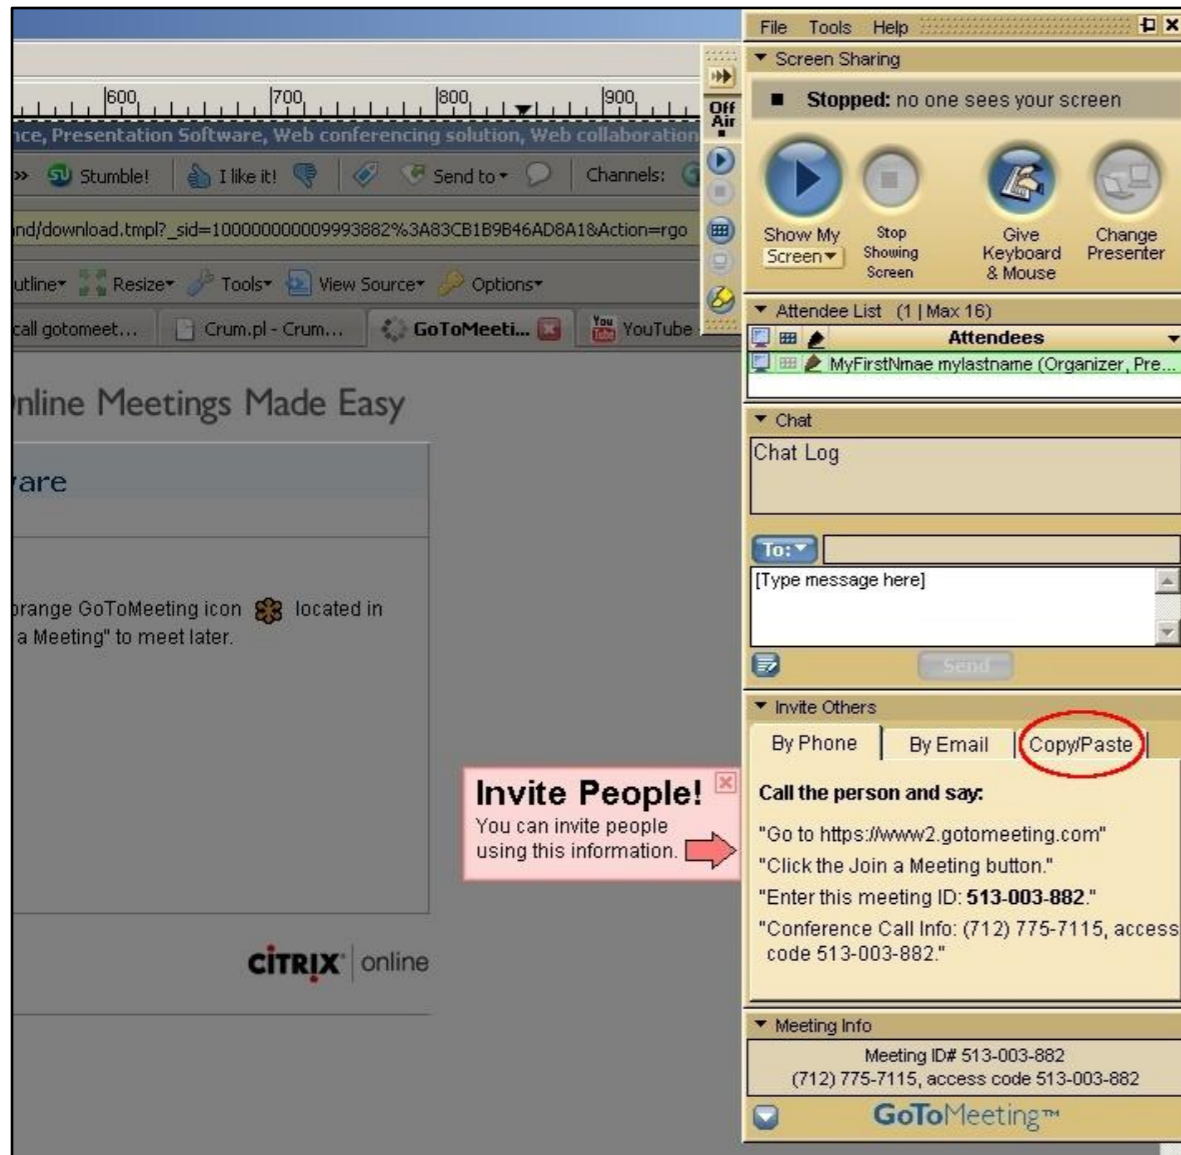 File Tools Help
Screen Sharing
600 700 800 900
Off
Air
Stopped: no one sees your screen
nce, Presentation Software, Web conferencing solution, Web collaboration
» Stumble! I like it! Send to Channels:
and/download.tmpl?_sid=100000000009993882%3A83CB1B9B46AD8A1&Action=rgo
Show My
Screen
Stop
Showing
Screen
Give
Keyboard
& Mouse
Change
Presenter
utline Resize Tools View Source Options
Attendee List (1 | Max 16)
call gotomeet... Crum.pl - Crum... GoToMeeti... You Tube YouTube -
Attendees
MyFirstNmae mylastname (Organizer, Pre...
Online Meetings Made Easy
Chat
Chat Log
ware
To:
[Type message here]
orange GoToMeeting icon located in
a Meeting" to meet later.
Send
Invite Others
By Phone By Email Copy/Paste
Invite People!
You can invite people
using this information.
Call the person and say:
"Go to https://www2.gotomeeting.com"
"Click the Join a Meeting button."
"Enter this meeting ID: 513-003-882."
"Conference Call Info: (712) 775-7115, access
code 513-003-882."
CITRIX online
Meeting Info
Meeting ID# 513-003-882
(712) 775-7115, access code 513-003-882
GoToMeeting™